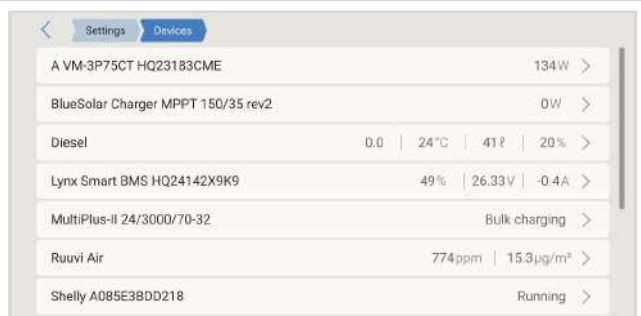 Settings Devices
A VM-3P75CT HQ23183CME 134W
BlueSolar Charger MPPT 150/35 rev2 0W
Diesel 0.0 | 24°C | 41ℓ | 20%
Lynx Smart BMS HQ24142X9K9 49% | 26.33V | -0.4A
MultiPlus-II 24/3000/70-32 Bulk charging
Ruuvi Air 774ppm | 15.3µg/m³
Shelly A085E3BDD218 Running